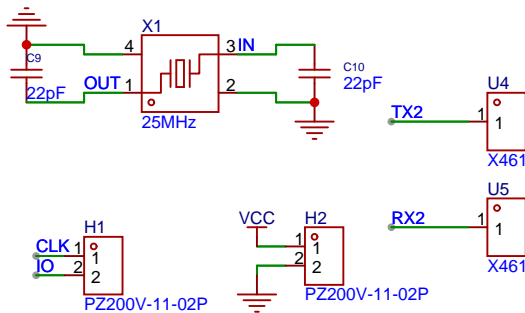 X1
4
3
IN
C9
C10
22pF
OUT
1
2
22pF
25MHz
U4
TX2
1
1
X461
U5
RX2
1
1
X461
H1
CLK
1
1
IO
2
2
PZ200V-11-02P
VCC
H2
1
1
2
2
PZ200V-11-02P